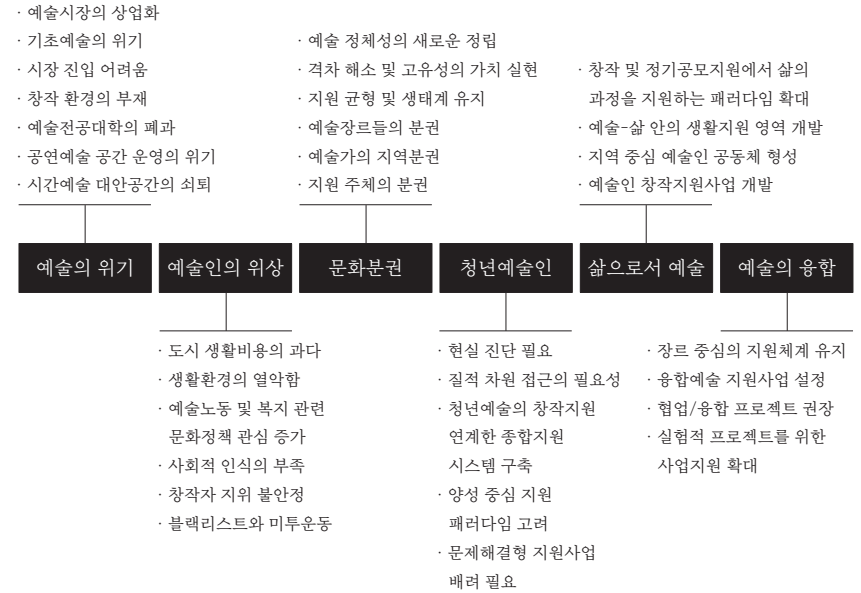 · 예술시장의 상업화
· 기초예술의 위기
· 시장 진입 어려움
· 창작 환경의 부재
· 예술전공대학의 폐과
· 공연예술 공간 운영의 위기
· 시간예술 대안공간의 쇠퇴
· 예술 정체성의 새로운 정립
· 격차 해소 및 고유성의 가치 실현
· 지원 균형 및 생태계 유지
· 예술장르들의 분권
· 예술가의 지역분권
· 지원 주체의 분권
· 창작 및 정기공모지원에서 삶의
과정을 지원하는 패러다임 확대
· 예술-삶 안의 생활지원 영역 개발
· 지역 중심 예술인 공동체 형성
· 예술인 창작지원사업 개발
예술의 위기
예술인의 위상
문화분권
청년예술인
삶으로서 예술
예술의 융합
· 도시 생활비용의 과다
· 생활환경의 열악함
· 예술노동 및 복지 관련
문화정책 관심 증가
· 사회적 인식의 부족
· 창작자 지위 불안정
· 블랙리스트와 미투운동
· 현실 진단 필요
· 질적 차원 접근의 필요성
· 청년예술의 창작지원
연계한 종합지원
시스템 구축
· 양성 중심 지원
패러다임 고려
· 문제해결형 지원사업
배려 필요
· 장르 중심의 지원체계 유지
· 융합예술 지원사업 설정
· 협업/융합 프로젝트 권장
· 실험적 프로젝트를 위한
사업지원 확대